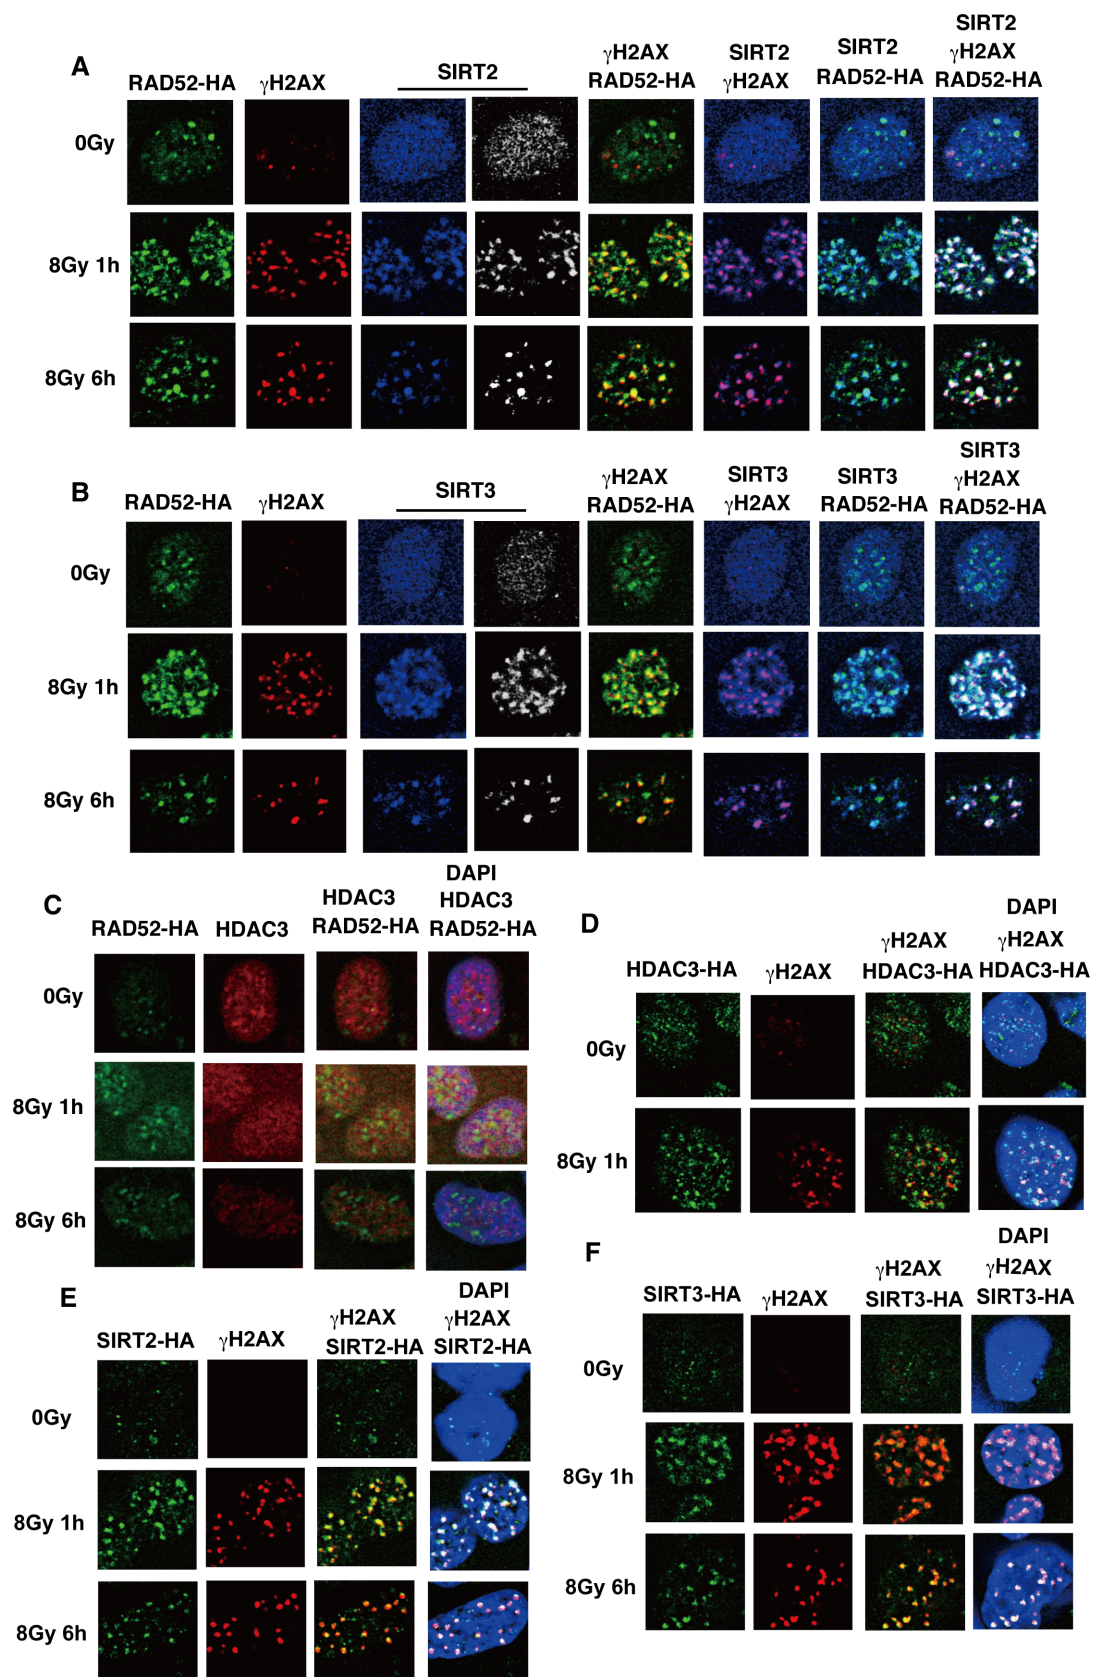 A
RAD52-HA
γH2AX
SIRT2
γH2AX
RAD52-HA
SIRT2
γH2AX
SIRT2
RAD52-HA
SIRT2
γH2AX
RAD52-HA
0Gy
8Gy 1h
8Gy 6h
B
RAD52-HA
γH2AX
SIRT3
γH2AX
RAD52-HA
SIRT3
γH2AX
SIRT3
RAD52-HA
SIRT3
γH2AX
RAD52-HA
0Gy
8Gy 1h
8Gy 6h
C
RAD52-HA
HDAC3
HDAC3
RAD52-HA
DAPI
HDAC3
RAD52-HA
0Gy
8Gy 1h
8Gy 6h
D
HDAC3-HA
γH2AX
γH2AX
HDAC3-HA
DAPI
γH2AX
HDAC3-HA
0Gy
8Gy 1h
E
SIRT2-HA
γH2AX
γH2AX
SIRT2-HA
DAPI
γH2AX
SIRT2-HA
0Gy
8Gy 1h
8Gy 6h
F
SIRT3-HA
γH2AX
γH2AX
SIRT3-HA
DAPI
γH2AX
SIRT3-HA
0Gy
8Gy 1h
8Gy 6h